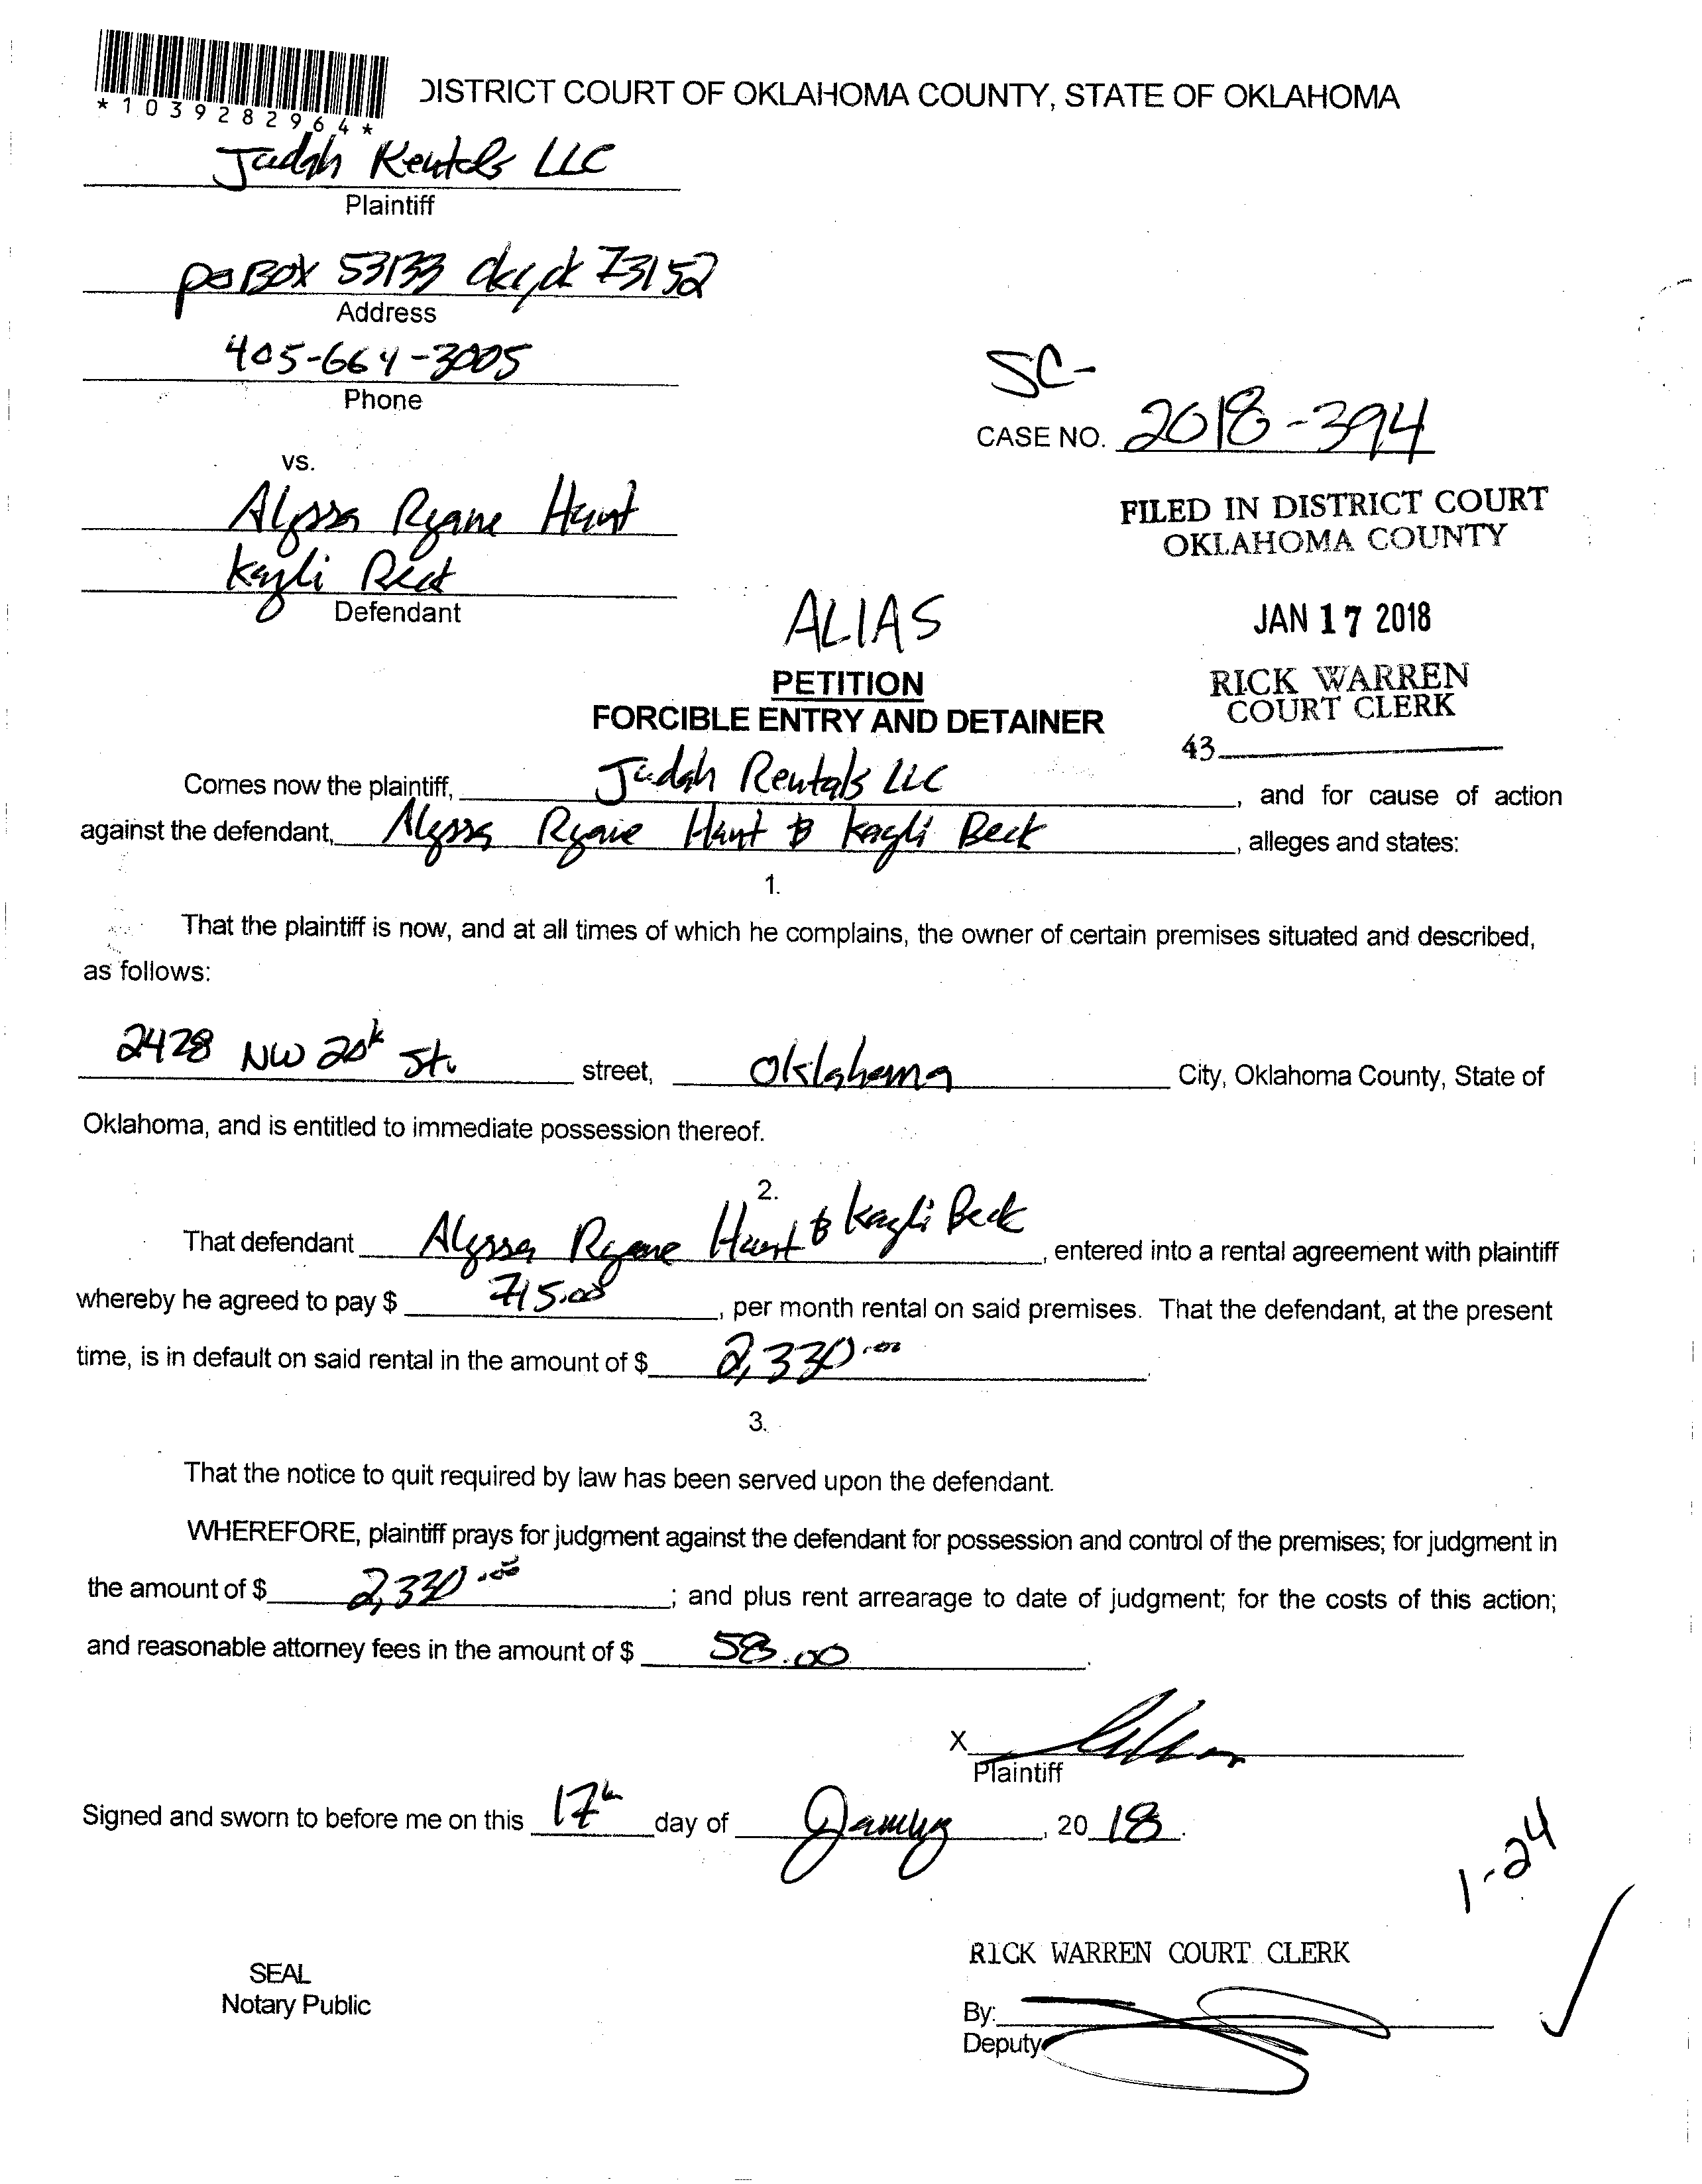 *1039282964*
DISTRICT COURT OF OKLAHOMA COUNTY, STATE OF OKLAHOMA
Judah Rentals LLC
Plaintiff
po Box 53133 okc, ok 73152
Address
405-664-3005
Phone
SC-
CASE NO. 2018-394
vs.
Alyssa Ryane Hunt
Kayli Beck
Defendant
FILED IN DISTRICT COURT
OKLAHOMA COUNTY
JAN 17 2018
RICK WARREN
COURT CLERK
43
ALIAS
PETITION
FORCIBLE ENTRY AND DETAINER
Comes now the plaintiff, Judah Rentals LLC, and for cause of action
against the defendant, Alyssa Ryane Hunt & Kayli Beck, alleges and states:
1.
That the plaintiff is now, and at all times of which he complains, the owner of certain premises situated and described,
as follows:
2428 NW 20th St. street, Oklahoma City, Oklahoma County, State of
Oklahoma, and is entitled to immediate possession thereof.
2.
That defendant Alyssa Ryane Hunt & Kayli Beck, entered into a rental agreement with plaintiff
whereby he agreed to pay $ 715.00, per month rental on said premises. That the defendant, at the present
time, is in default on said rental in the amount of $ 2,330.00.
3.
That the notice to quit required by law has been served upon the defendant.
WHEREFORE, plaintiff prays for judgment against the defendant for possession and control of the premises; for judgment in
the amount of $ 2,330.00; and plus rent arrearage to date of judgment; for the costs of this action;
and reasonable attorney fees in the amount of $ 58.00.
X
Plaintiff
Signed and sworn to before me on this 17th day of January, 20 18.
1-24
RICK WARREN COURT CLERK
SEAL
Notary Public
By:
Deputy